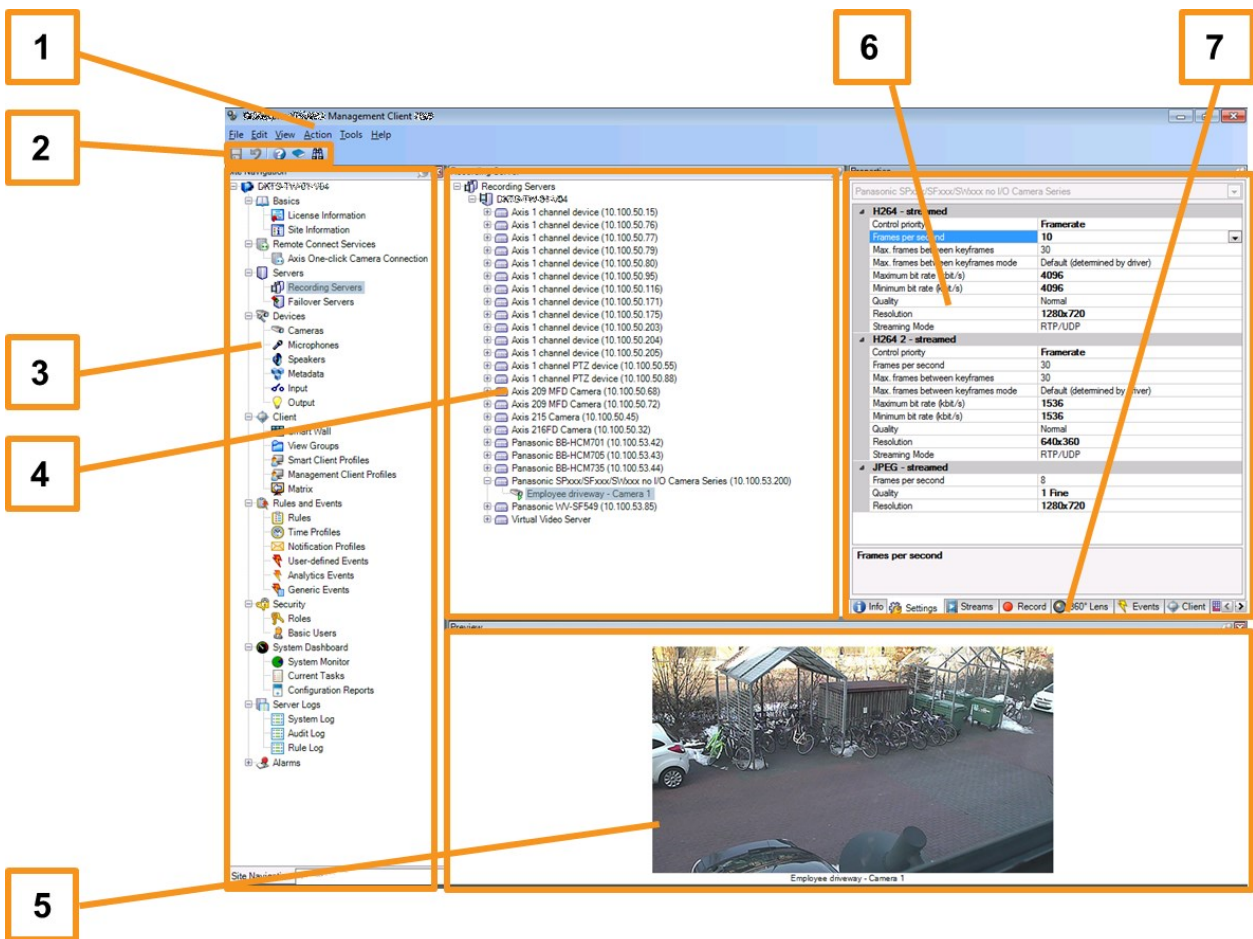 1
6
7
2
3
4
5
Management Client
File Edit View Action Tools Help
Site Navigation
Basics
License Information
Site Information
Remote Connect Services
Axis One-click Camera Connection
Servers
Recording Servers
Failover Servers
Devices
Cameras
Microphones
Speakers
Metadata
Input
Output
Client
Smart Wall
View Groups
Smart Client Profiles
Management Client Profiles
Matrix
Rules and Events
Rules
Time Profiles
Notification Profiles
User-defined Events
Analytics Events
Generic Events
Security
Roles
Basic Users
System Dashboard
System Monitor
Current Tasks
Configuration Reports
Server Logs
System Log
Audit Log
Rule Log
Alarms
Site Navigation
Recording Server
Recording Servers
Axis 1 channel device (10.100.50.15)
Axis 1 channel device (10.100.50.76)
Axis 1 channel device (10.100.50.77)
Axis 1 channel device (10.100.50.79)
Axis 1 channel device (10.100.50.80)
Axis 1 channel device (10.100.50.95)
Axis 1 channel device (10.100.50.116)
Axis 1 channel device (10.100.50.171)
Axis 1 channel device (10.100.50.175)
Axis 1 channel device (10.100.50.203)
Axis 1 channel device (10.100.50.204)
Axis 1 channel device (10.100.50.205)
Axis 1 channel PTZ device (10.100.50.55)
Axis 1 channel PTZ device (10.100.50.88)
Axis 209 MFD Camera (10.100.50.68)
Axis 209 MFD Camera (10.100.50.72)
Axis 215 Camera (10.100.50.45)
Axis 216FD Camera (10.100.50.32)
Panasonic BB-HCM701 (10.100.53.42)
Panasonic BB-HCM705 (10.100.53.43)
Panasonic BB-HCM735 (10.100.53.44)
Panasonic SPxxx/SFxxx/SWxxx no I/O Camera Series (10.100.53.200)
Employee driveway - Camera 1
Panasonic WV-SF549 (10.100.53.85)
Virtual Video Server
Properties
Panasonic SPxxx/SFxxx/SWxxx no I/O Camera Series
H264 - streamed
Control priority Framerate
Frames per second 10
Max. frames between keyframes 30
Max. frames between keyframes mode Default (determined by driver)
Maximum bit rate (kbit/s) 4096
Minimum bit rate (kbit/s) 4096
Quality Normal
Resolution 1280x720
Streaming Mode RTP/UDP
H264 2 - streamed
Control priority Framerate
Frames per second 30
Max. frames between keyframes 30
Max. frames between keyframes mode Default (determined by driver)
Maximum bit rate (kbit/s) 1536
Minimum bit rate (kbit/s) 1536
Quality Normal
Resolution 640x360
Streaming Mode RTP/UDP
JPEG - streamed
Frames per second 8
Quality 1 Fine
Resolution 1280x720
Frames per second
Info Settings Streams Record 360° Lens Events Client
Preview
Employee driveway - Camera 1